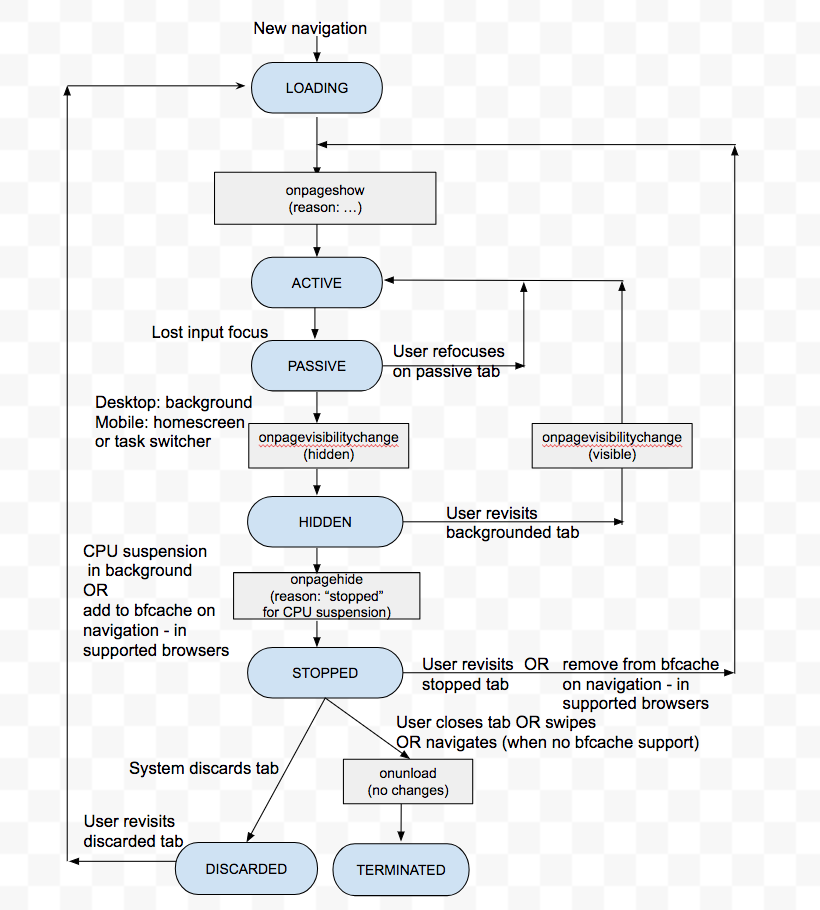 New navigation
LOADING
onpageshow
(reason: …)
ACTIVE
Lost input focus
PASSIVE
User refocuses
on passive tab
Desktop: background
Mobile: homescreen
or task switcher
onpagevisibilitychange
(hidden)
onpagevisibilitychange
(visible)
HIDDEN
User revisits
backgrounded tab
CPU suspension
in background
OR
add to bfcache on
navigation - in
supported browsers
onpagehide
(reason: “stopped”
for CPU suspension)
STOPPED
User revisits OR
stopped tab
remove from bfcache
on navigation - in
supported browsers
User closes tab OR swipes
OR navigates (when no bfcache support)
System discards tab
onunload
(no changes)
User revisits
discarded tab
DISCARDED
TERMINATED